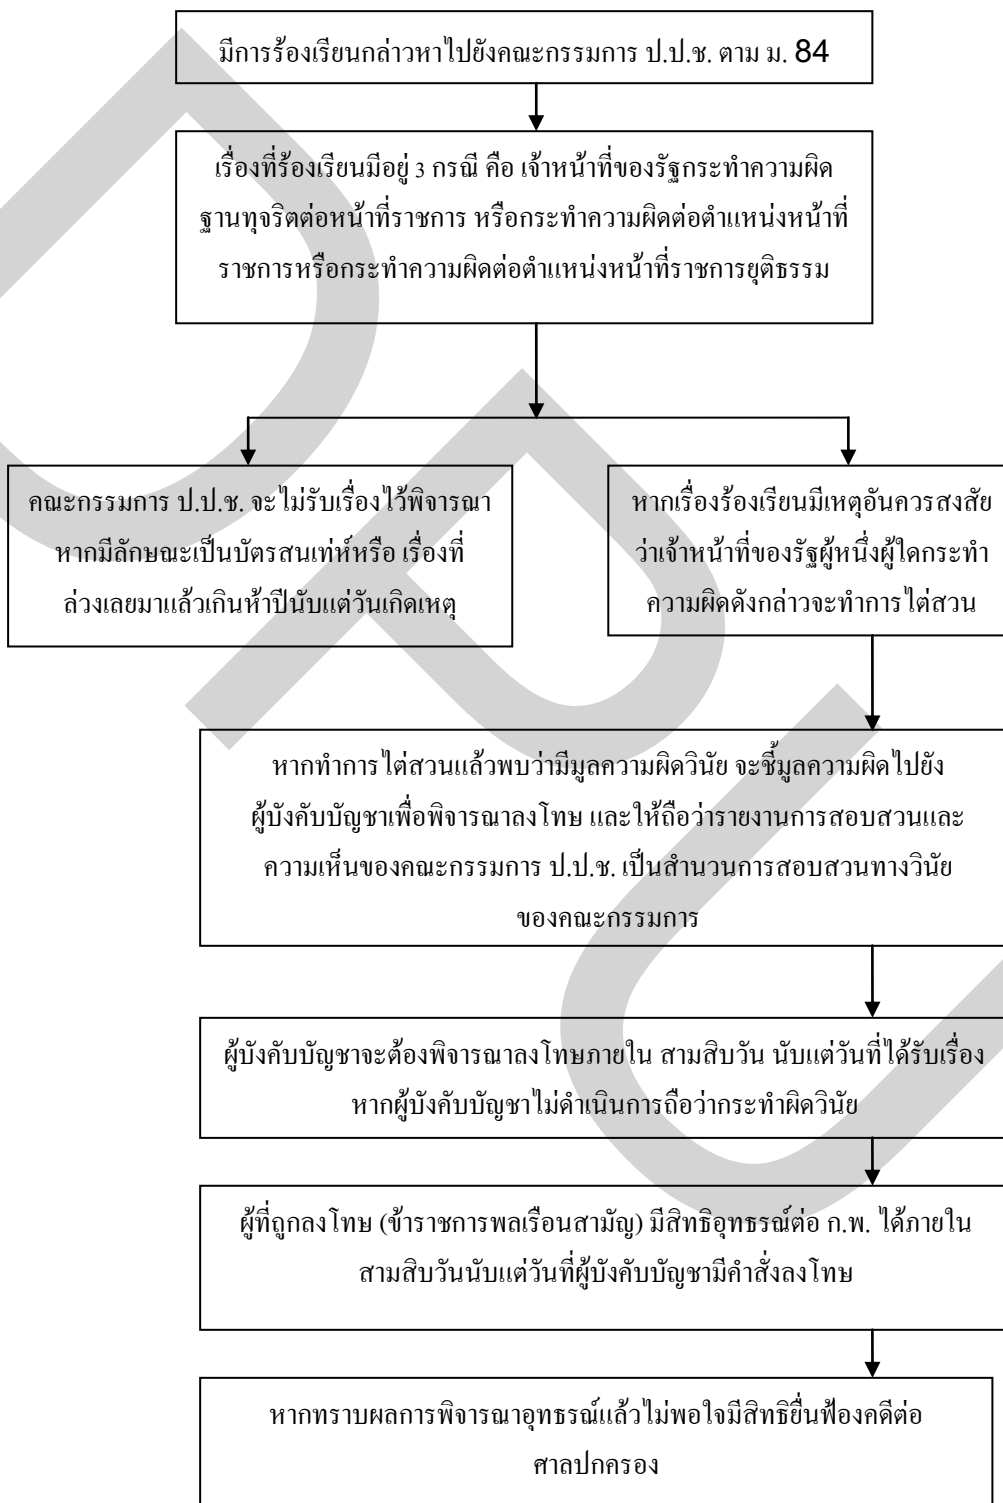 มีการร้องเรียนกล่าวหาไปยังคณะกรรมการ ป.ป.ช. ตาม ม. 84
เรื่องที่ร้องเรียนมีอยู่ 3 กรณี คือ เจ้าหน้าที่ของรัฐกระทำความผิด
ฐานทุจริตต่อหน้าที่ราชการ หรือกระทำความผิดต่อตำแหน่งหน้าที่
ราชการหรือกระทำความผิดต่อตำแหน่งหน้าที่ราชการยุติธรรม
คณะกรรมการ ป.ป.ช. จะไม่รับเรื่องไว้พิจารณา
หากมีลักษณะเป็นบัตรสนเท่ห์หรือ เรื่องที่
ล่วงเลยมาแล้วเกินห้าปีนับแต่วันเกิดเหตุ
หากเรื่องร้องเรียนมีเหตุอันควรสงสัย
ว่าเจ้าหน้าที่ของรัฐผู้หนึ่งผู้ใดกระทำ
ความผิดดังกล่าวจะทำการไต่สวน
หากทำการไต่สวนแล้วพบว่ามีมูลความผิดวินัย จะชี้มูลความผิดไปยัง
ผู้บังคับบัญชาเพื่อพิจารณาลงโทษ และให้ถือว่ารายงานการสอบสวนและ
ความเห็นของคณะกรรมการ ป.ป.ช. เป็นสำนวนการสอบสวนทางวินัย
ของคณะกรรมการ
ผู้บังคับบัญชาจะต้องพิจารณาลงโทษภายใน สามสิบวัน นับแต่วันที่ได้รับเรื่อง
หากผู้บังคับบัญชาไม่ดำเนินการถือว่ากระทำผิดวินัย
ผู้ที่ถูกลงโทษ (ข้าราชการพลเรือนสามัญ) มีสิทธิอุทธรณ์ต่อ ก.พ. ได้ภายใน
สามสิบวันนับแต่วันที่ผู้บังคับบัญชามีคำสั่งลงโทษ
หากทราบผลการพิจารณาอุทธรณ์แล้วไม่พอใจมีสิทธิยื่นฟ้องคดีต่อ
ศาลปกครอง
DPU